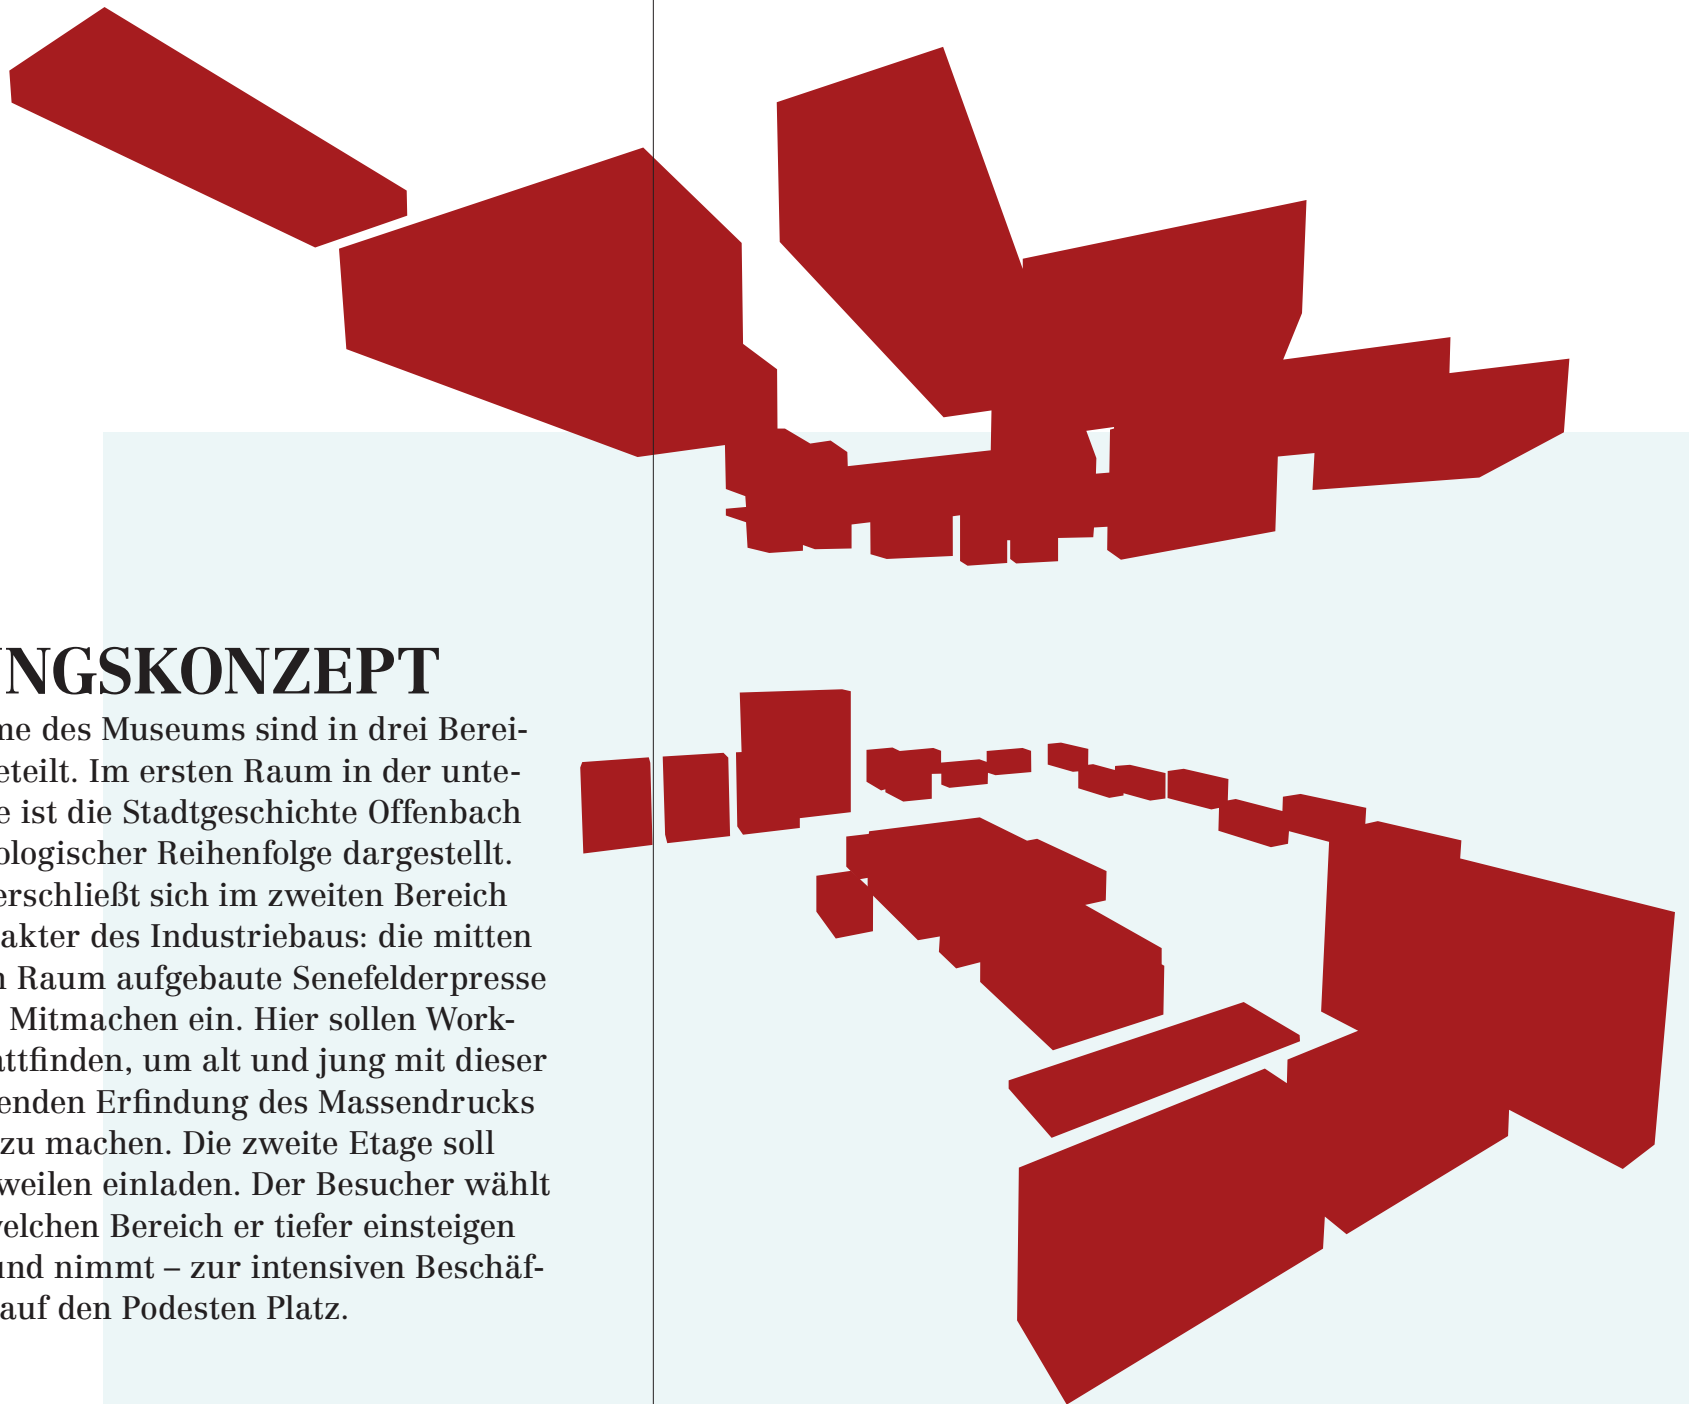 NGSKONZEPT
me des Museums sind in drei Berei-
eteilt. Im ersten Raum in der unte-
e ist die Stadtgeschichte Offenbach
ologischer Reihenfolge dargestellt.
erschließt sich im zweiten Bereich
akter des Industriebaus: die mitten
n Raum aufgebaute Senefelderpresse
Mitmachen ein. Hier sollen Work-
attfinden, um alt und jung mit dieser
enden Erfindung des Massendrucks
zu machen. Die zweite Etage soll
weilen einladen. Der Besucher wählt
welchen Bereich er tiefer einsteigen
und nimmt – zur intensiven Beschäf-
auf den Podesten Platz.